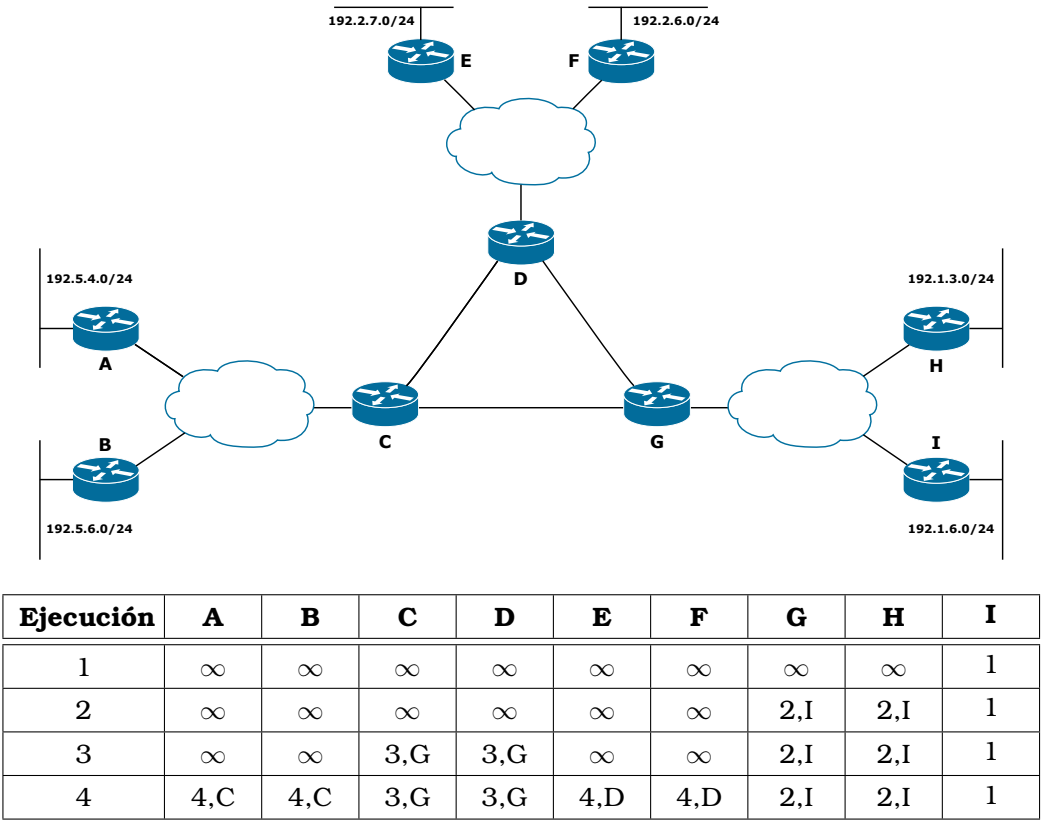 192.2.7.0/24
192.2.6.0/24
E
F
D
192.5.4.0/24
192.1.3.0/24
A
H
B
C
G
I
192.5.6.0/24
192.1.6.0/24
Ejecución A B C D E F G H I
1 ∞ ∞ ∞ ∞ ∞ ∞ ∞ ∞ 1
2 ∞ ∞ ∞ ∞ ∞ ∞ 2,I 2,I 1
3 ∞ ∞ 3,G 3,G ∞ ∞ 2,I 2,I 1
4 4,C 4,C 3,G 3,G 4,D 4,D 2,I 2,I 1